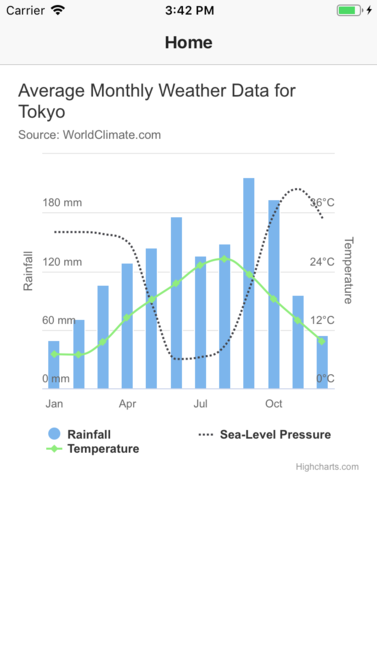 Carrier 3:42 PM
Home
Average Monthly Weather Data for
Tokyo
Source: WorldClimate.com
180 mm 36°C
120 mm 24°C
60 mm 12°C
0 mm 0°C
Rainfall
Temperature
Jan Apr Jul Oct
Rainfall Sea-Level Pressure
Temperature
Highcharts.com